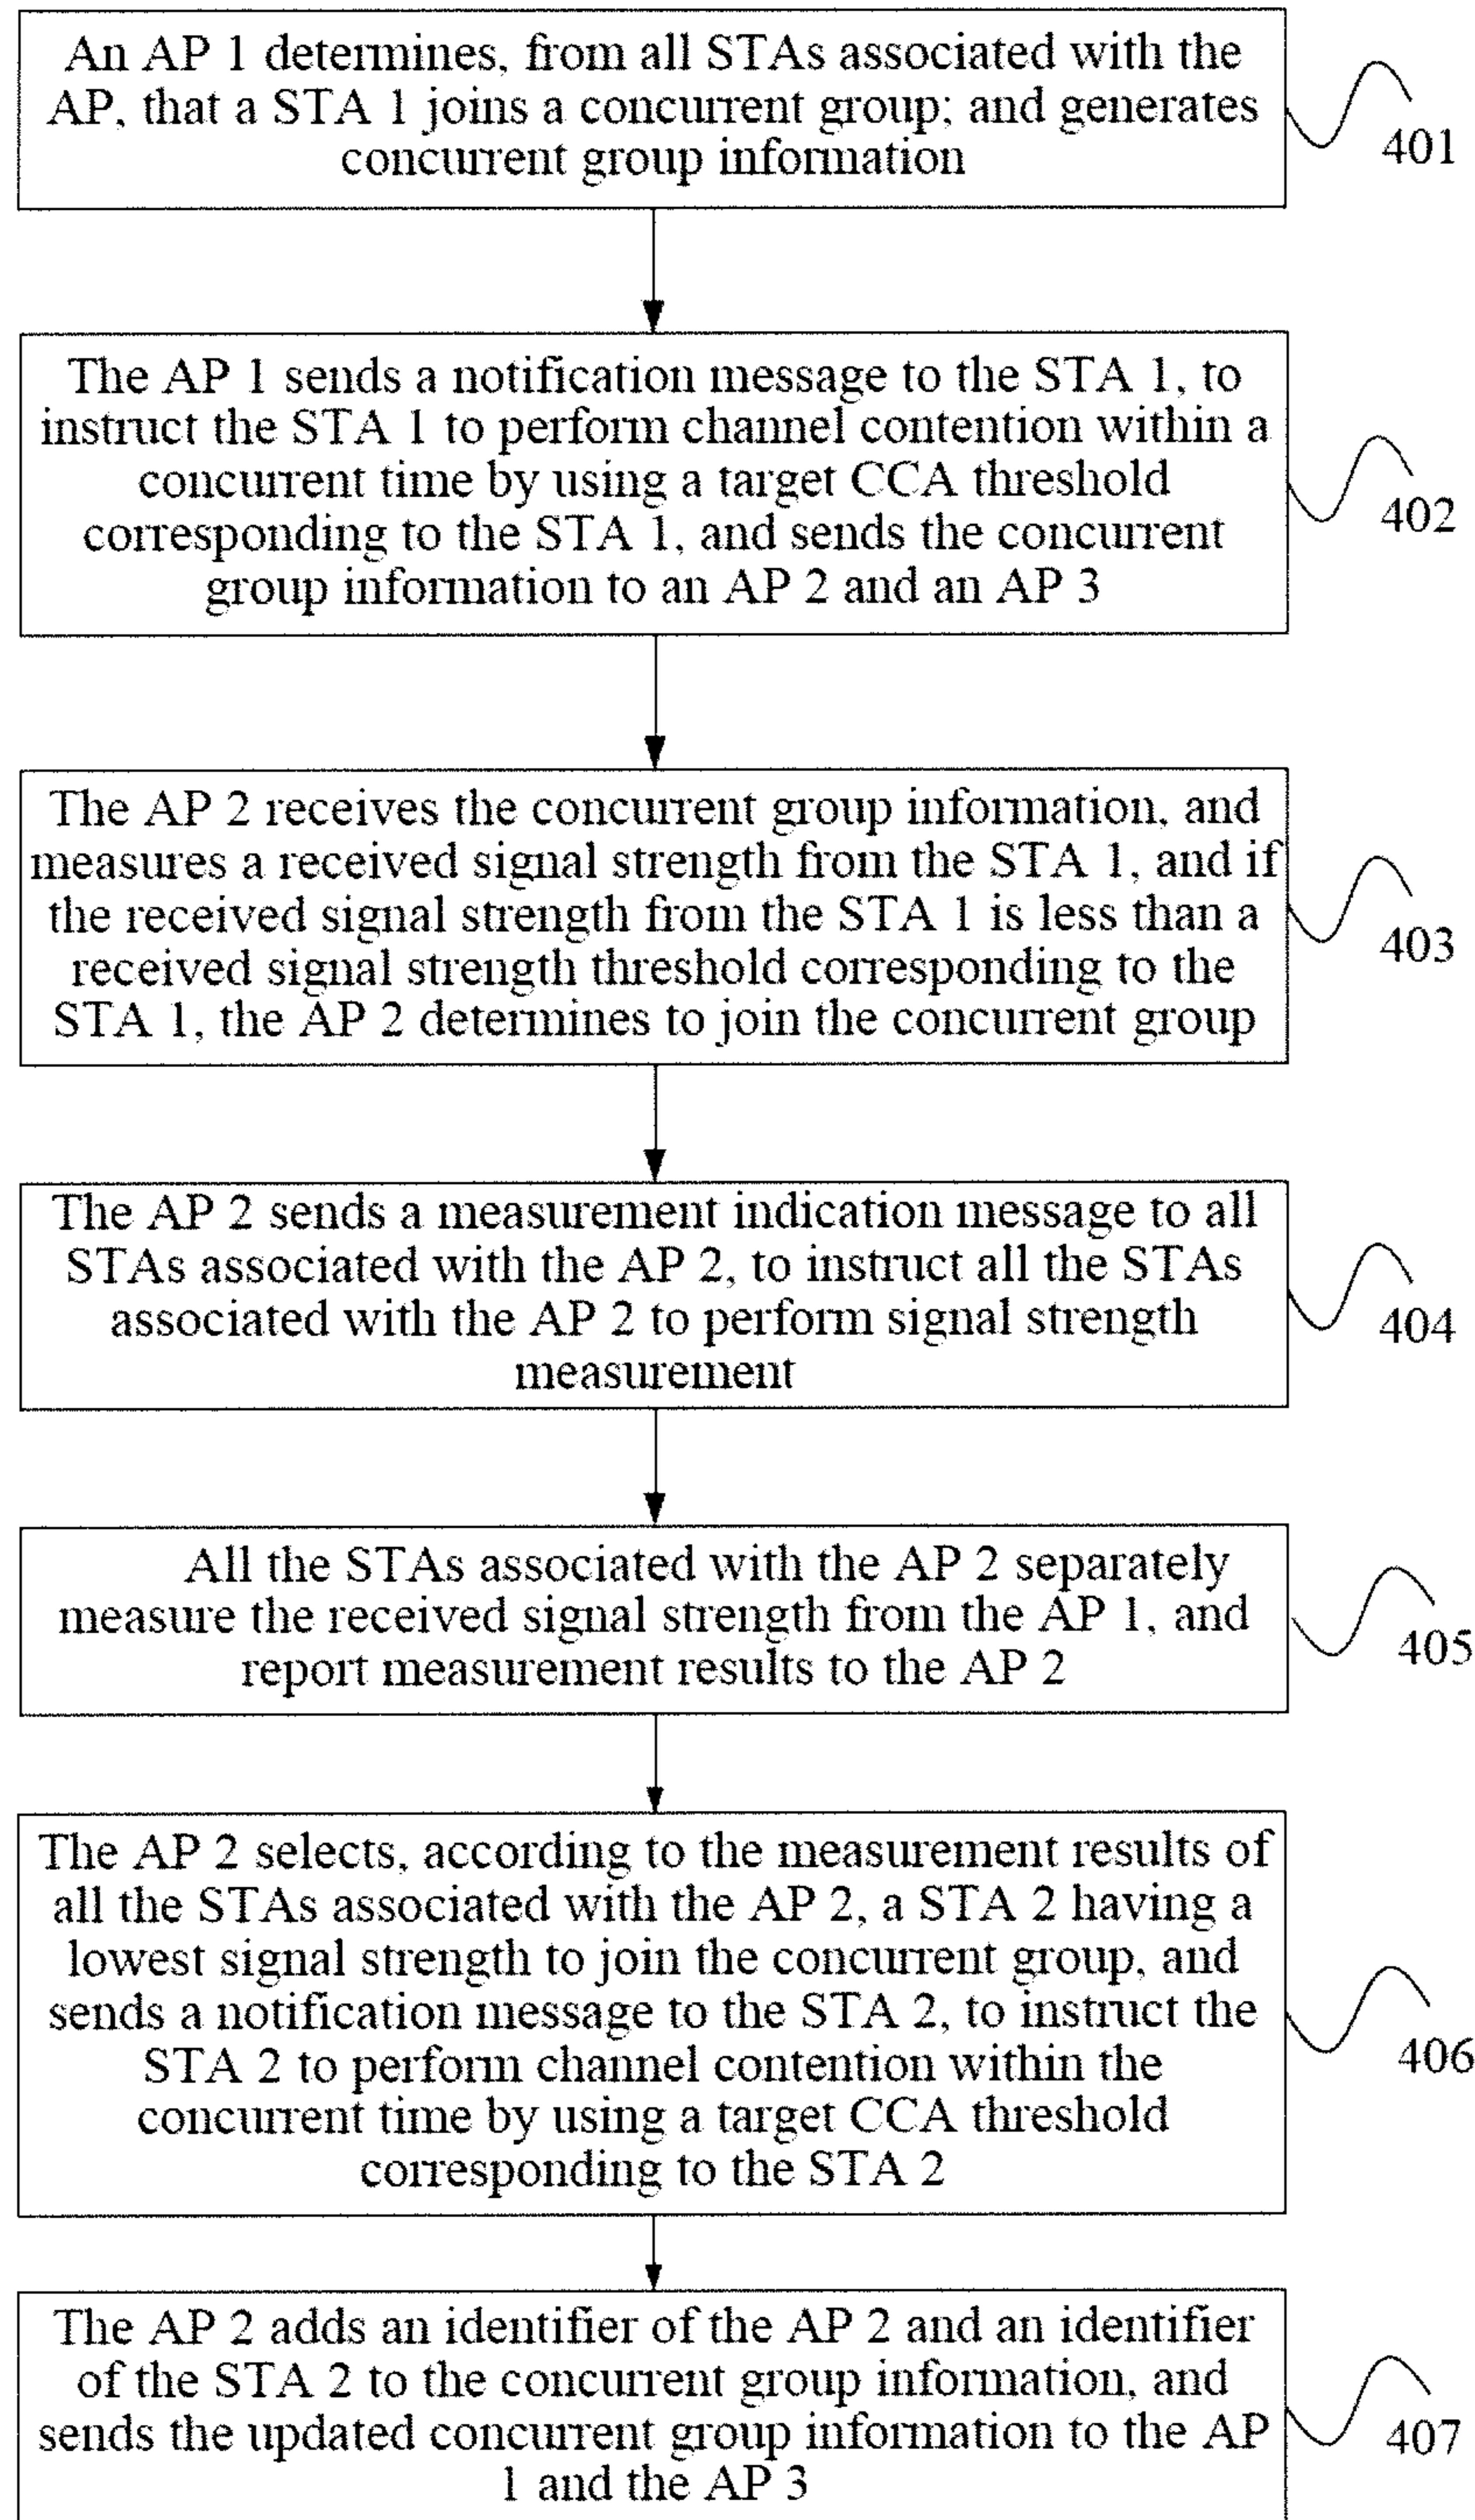 An AP 1 determines, from all STAs associated with the
AP, that a STA 1 joins a concurrent group; and generates
concurrent group information
401
The AP 1 sends a notification message to the STA 1, to
instruct the STA 1 to perform channel contention within a
concurrent time by using a target CCA threshold
corresponding to the STA 1, and sends the concurrent
group information to an AP 2 and an AP 3
402
The AP 2 receives the concurrent group information, and
measures a received signal strength from the STA 1, and if
the received signal strength from the STA 1 is less than a
received signal strength threshold corresponding to the
STA 1, the AP 2 determines to join the concurrent group
403
The AP 2 sends a measurement indication message to all
STAs associated with the AP 2, to instruct all the STAs
associated with the AP 2 to perform signal strength
measurement
404
All the STAs associated with the AP 2 separately
measure the received signal strength from the AP 1, and
report measurement results to the AP 2
405
The AP 2 selects, according to the measurement results of
all the STAs associated with the AP 2, a STA 2 having a
lowest signal strength to join the concurrent group, and
sends a notification message to the STA 2, to instruct the
STA 2 to perform channel contention within the
concurrent time by using a target CCA threshold
corresponding to the STA 2
406
The AP 2 adds an identifier of the AP 2 and an identifier
of the STA 2 to the concurrent group information, and
sends the updated concurrent group information to the AP
1 and the AP 3
407